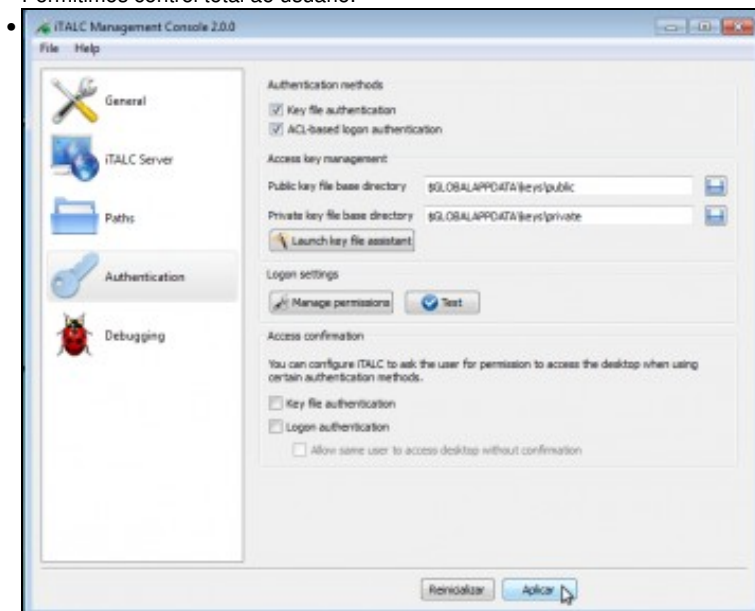 Permitimos control total ao usuario.
iTALC Management Console 2.0.0
File Help
General
iTALC Server
Paths
Authentication
Debugging
Authentication methods
Key file authentication
ACL-based logon authentication
Access key management
Public key file base directory $GLOBALAPPDATA\keys\public
Private key file base directory $GLOBALAPPDATA\keys\private
Launch key file assistant
Logon settings
Manage permissions Test
Access confirmation
You can configure iTALC to ask the user for permission to access the desktop when using
certain authentication methods.
Key file authentication
Logon authentication
Allow same user to access desktop without confirmation
Reinicializar Aplicar